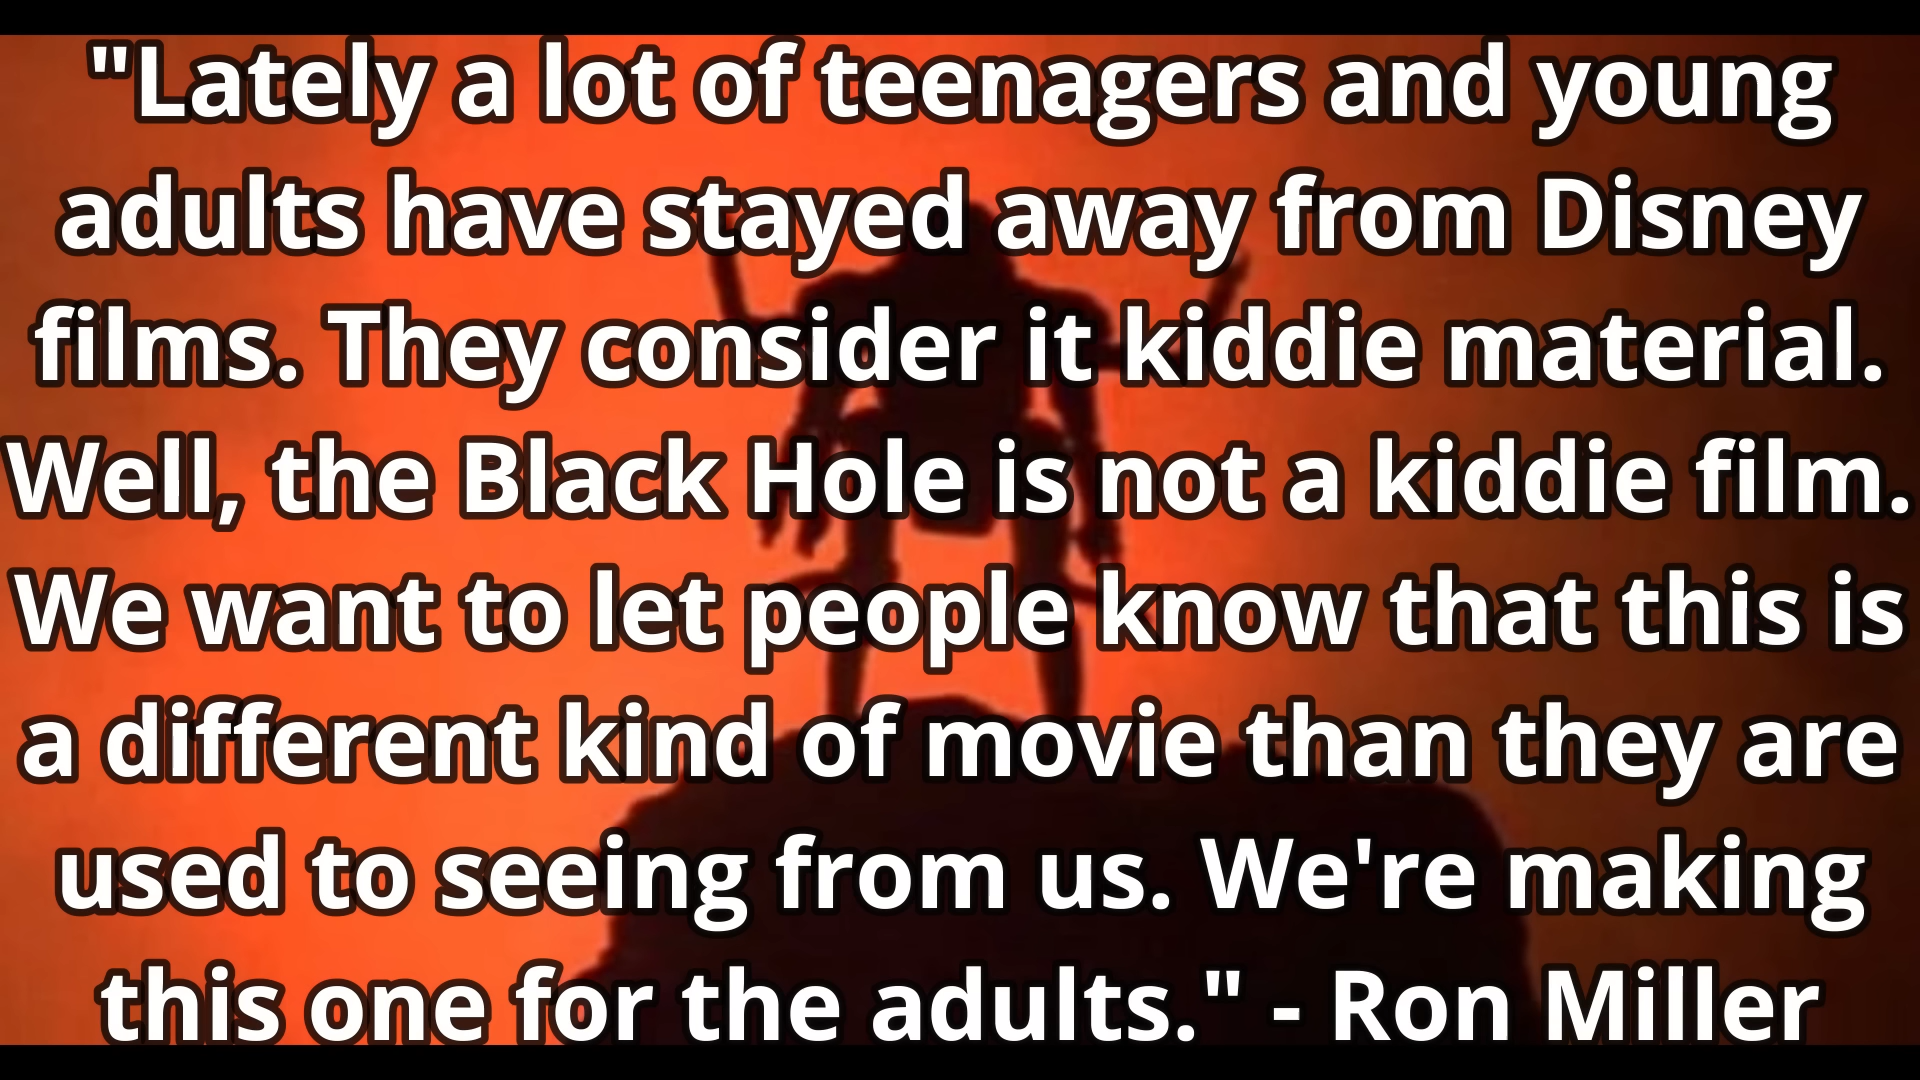 "Lately a lot of teenagers and young
adults have stayed away from Disney
films. They consider it kiddie material.
Well, the Black Hole is not a kiddie film.
We want to let people know that this is
a different kind of movie than they are
used to seeing from us. We're making
this one for the adults." - Ron Miller